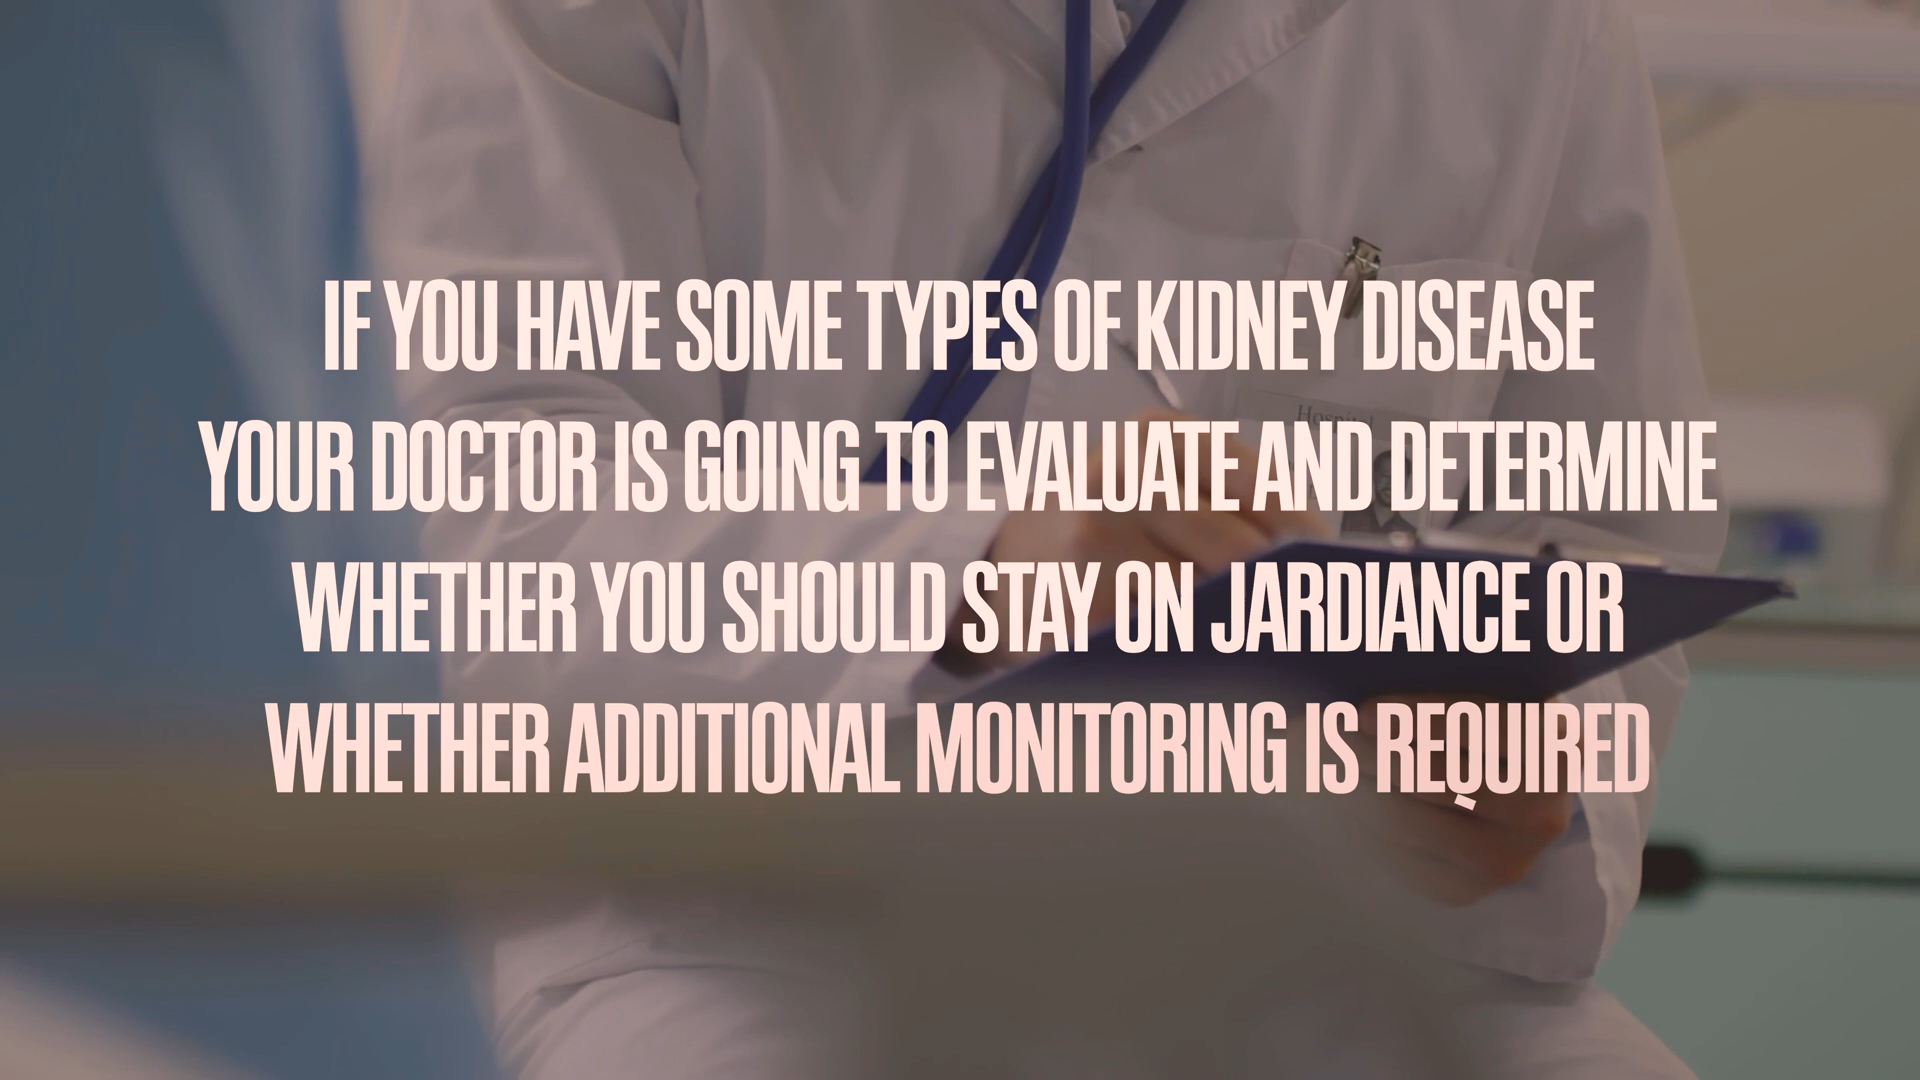 IF YOU HAVE SOME TYPES OF KIDNEY DISEASE
YOUR DOCTOR IS GOING TO EVALUATE AND DETERMINE
WHETHER YOU SHOULD STAY ON JARDIANCE OR
WHETHER ADDITIONAL MONITORING IS REQUIRED
Hospital